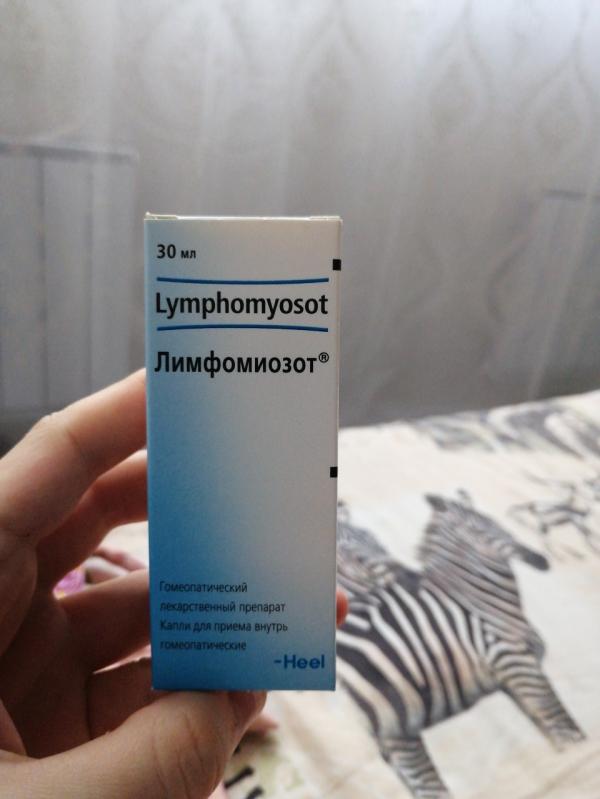 30 мл
Lymphomyosot
Лимфомиозот®
Гомеопатический
лекарственный препарат
Капли для приема внутрь
гомеопатические
-Heel